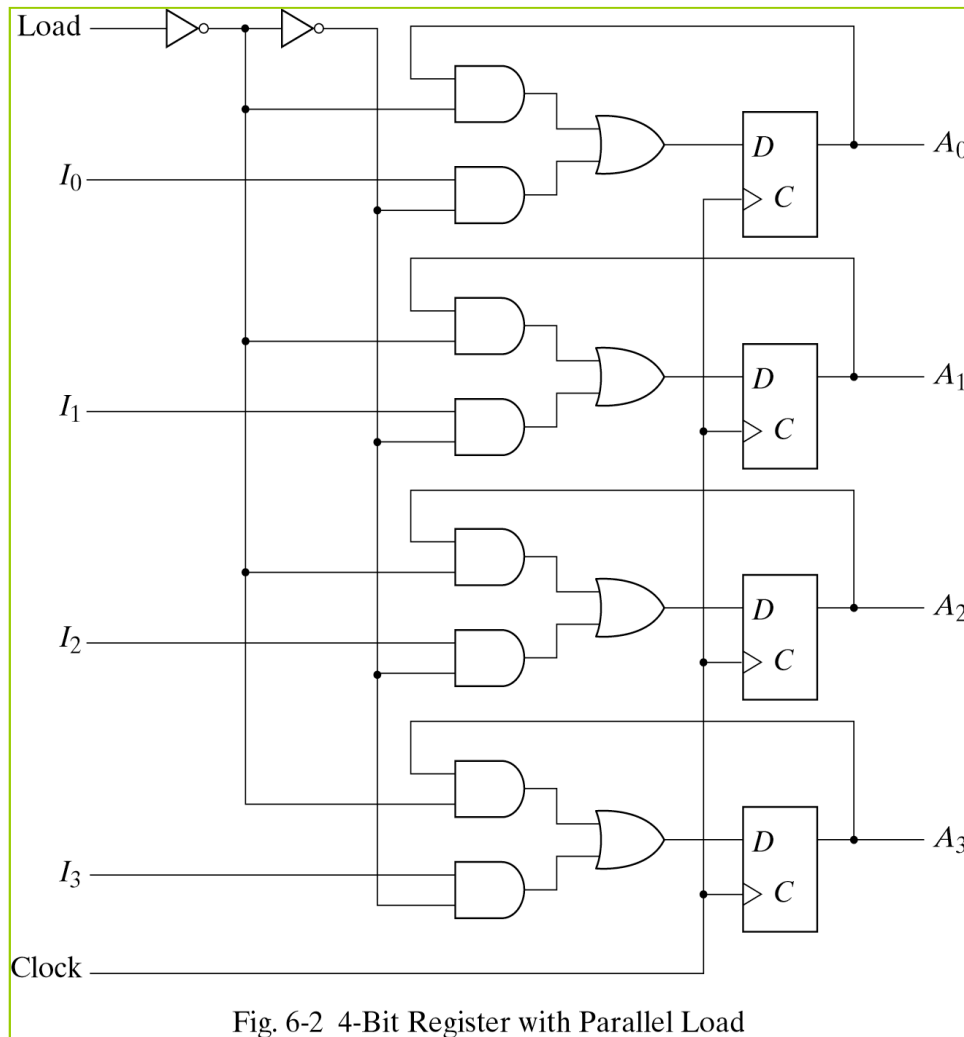 Load
D
A₀
I₀
C
D
A₁
I₁
C
D
A₂
I₂
C
D
A₃
I₃
C
Clock
Fig. 6-2 4-Bit Register with Parallel Load